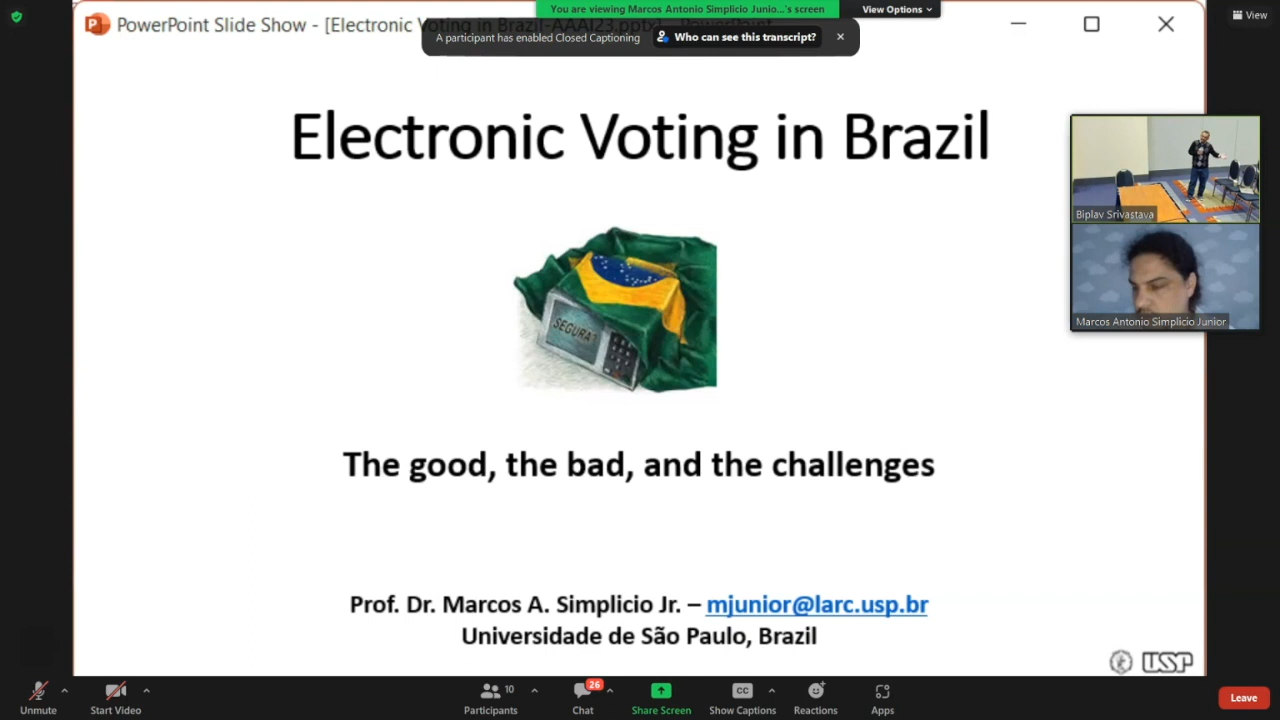 You are viewing Marcos Antonio Simplicio Junio...'s screen
View Options
View
PowerPoint Slide Show - [Electronic Voting in Brazil-AAAI23.pptx] - PowerPoint
A participant has enabled Closed Captioning
Who can see this transcript?
Electronic Voting in Brazil
SEGURA?
Biplav Srivastava
Marcos Antonio Simplicio Junior
The good, the bad, and the challenges
Prof. Dr. Marcos A. Simplicio Jr. – mjunior@larc.usp.br
Universidade de São Paulo, Brazil
USP
10
26
CC
Unmute
Start Video
Participants
Chat
Share Screen
Show Captions
Reactions
Apps
Leave